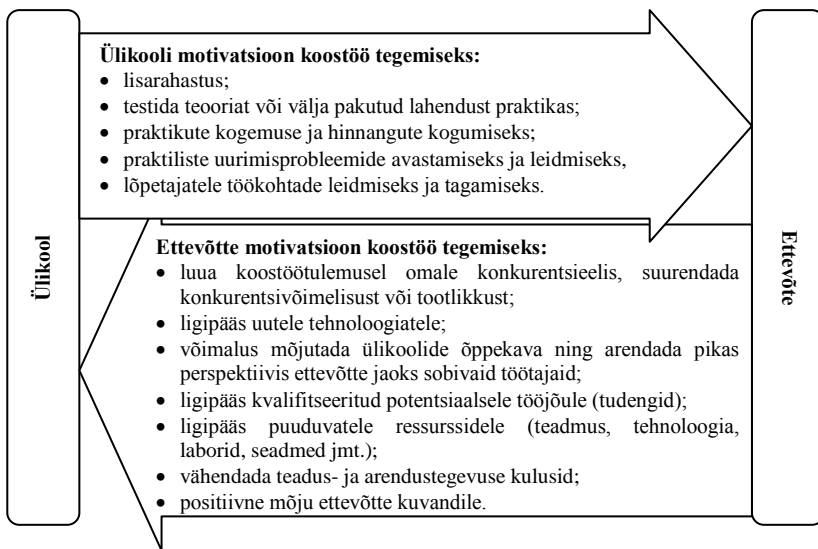 Ülikool
Ülikooli motivatsioon koostöö tegemiseks:
• lisarahastus;
• testida teooriat või välja pakutud lahendust praktikas;
• praktikute kogemuse ja hinnangute kogumiseks;
• praktiliste uurimisprobleemide avastamiseks ja leidmiseks,
• lõpetajatele töökohtade leidmiseks ja tagamiseks.
Ettevõtte motivatsioon koostöö tegemiseks:
• luua koostöötulemusel omale konkurentsieelis, suurendada
konkurentsivõimelisust või tootlikkust;
• ligipääs uutele tehnoloogiatele;
• võimalus mõjutada ülikoolide õppekava ning arendada pikas
perspektiivis ettevõtte jaoks sobivaid töötajaid;
• ligipääs kvalifitseeritud potentsiaalsele tööjõule (tudengid);
• ligipääs puuduvatele ressurssidele (teadmus, tehnoloogia,
laborid, seadmed jmt.);
• vähendada teadus- ja arendustegevuse kulusid;
• positiivne mõju ettevõtte kuvandile.
Ettevõte